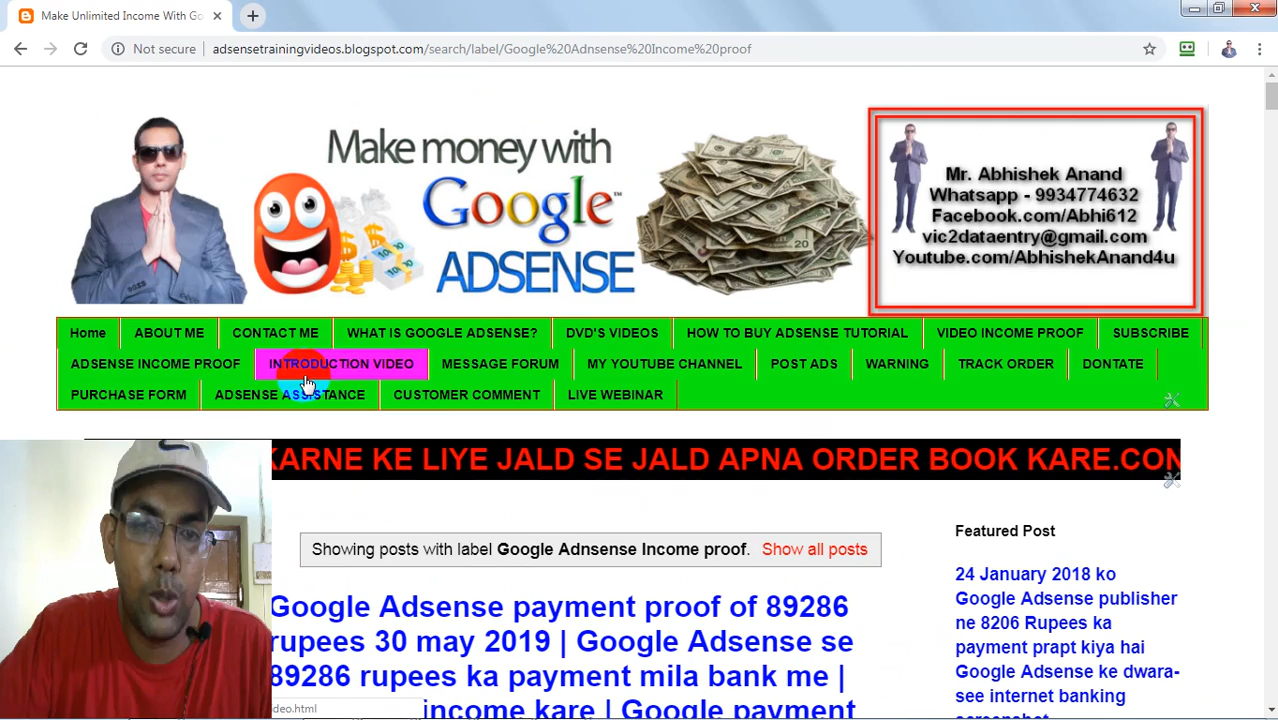 Make Unlimited Income With Go
Not secure
adsensetrainingvideos.blogspot.com/search/label/Google%20Adnsense%20Income%20proof
Make money with
Google™
ADSENSE
Mr. Abhishek Anand
Whatsapp - 9934774632
Facebook.com/Abhi612
vic2dataentry@gmail.com
Youtube.com/AbhishekAnand4u
Home ABOUT ME CONTACT ME WHAT IS GOOGLE ADSENSE? DVD'S VIDEOS HOW TO BUY ADSENSE TUTORIAL VIDEO INCOME PROOF SUBSCRIBE
ADSENSE INCOME PROOF INTRODUCTION VIDEO MESSAGE FORUM MY YOUTUBE CHANNEL POST ADS WARNING TRACK ORDER DONTATE
PURCHASE FORM ADSENSE ASSISTANCE CUSTOMER COMMENT LIVE WEBINAR
KARNE KE LIYE JALD SE JALD APNA ORDER BOOK KARE.CON
Showing posts with label Google Adnsense Income proof. Show all posts
Google Adsense payment proof of 89286
rupees 30 may 2019 | Google Adsense se
89286 rupees ka payment mila bank me |
income kare | Google payment
Featured Post
24 January 2018 ko
Google Adsense publisher
ne 8206 Rupees ka
payment prapt kiya hai
Google Adsense ke dwara-
see internet banking
screenshot
deo.html